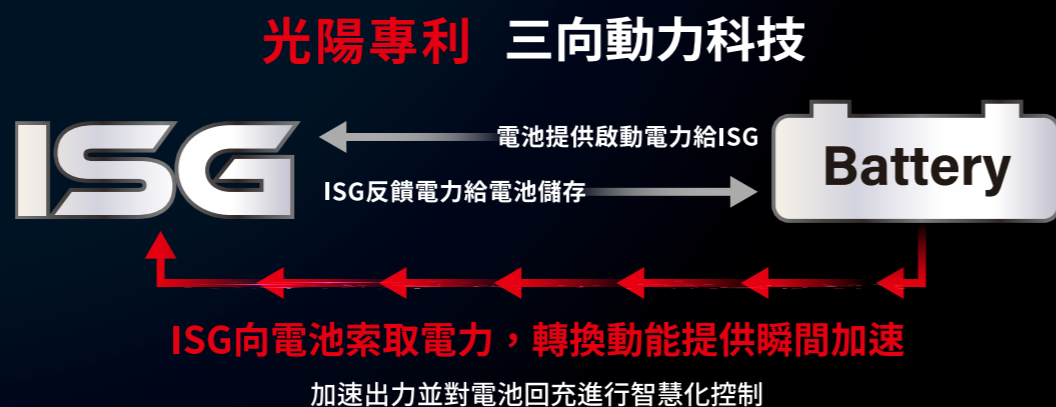 光陽專利 三向動力科技
ISG
電池提供啟動電力給ISG
ISG反饋電力給電池儲存
Battery
ISG向電池索取電力，轉換動能提供瞬間加速
加速出力並對電池回充進行智慧化控制